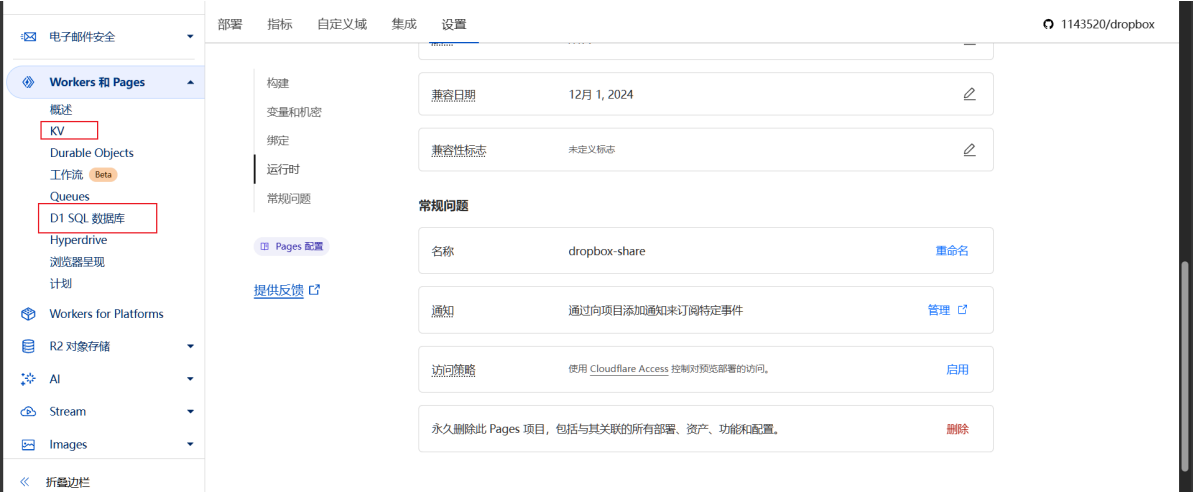 部署 指标 自定义域 集成 设置
1143520/dropbox
电子邮件安全
Workers 和 Pages
概述
KV
Durable Objects
工作流 Beta
Queues
D1 SQL 数据库
Hyperdrive
浏览器呈现
计划
Workers for Platforms
R2 对象存储
AI
Stream
Images
折叠边栏
构建
变量和机密
绑定
运行时
常规问题
Pages 配置
提供反馈
兼容日期 12月 1, 2024
兼容性标志 未定义标志
常规问题
名称 dropbox-share 重命名
通知 通过向项目添加通知来订阅特定事件 管理
访问策略 使用 Cloudflare Access 控制对预览部署的访问。 启用
永久删除此 Pages 项目，包括与其关联的所有部署、资产、功能和配置。 删除